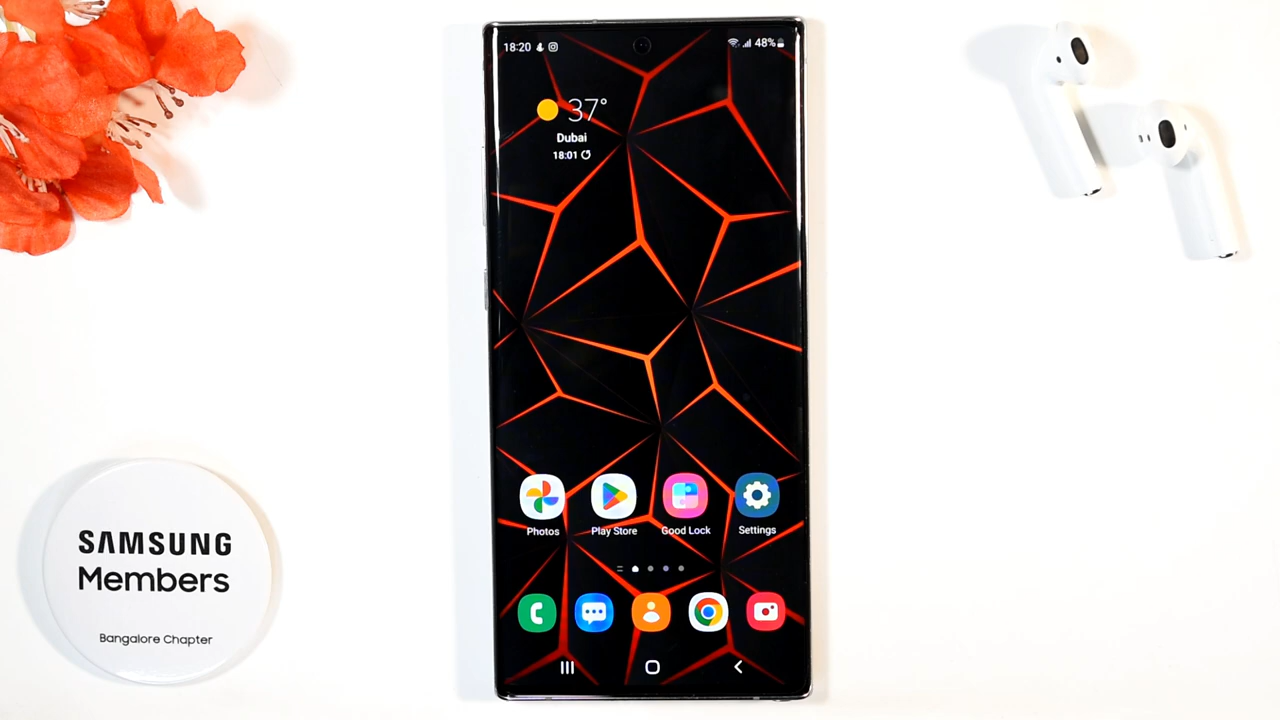 18:20
48%
37°
Dubai
18:01
Photos
Play Store
Good Lock
Settings
SAMSUNG
Members
Bangalore Chapter